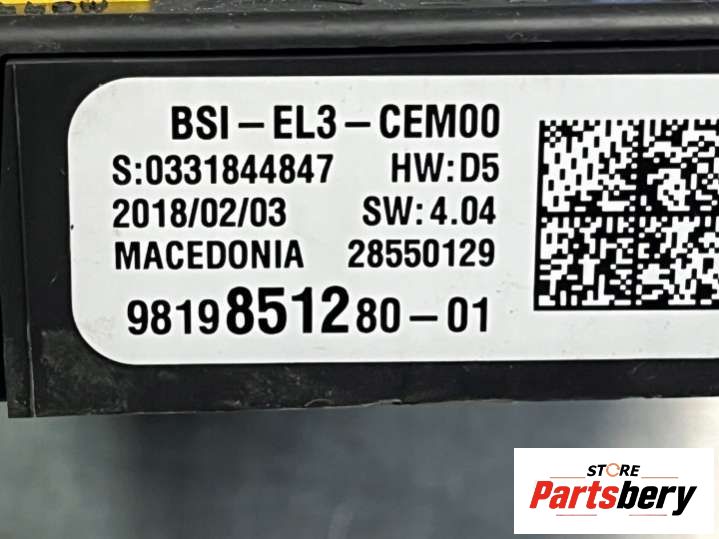 BSI-EL3-CEM00
S:0331844847 HW:D5
2018/02/03 SW:4.04
MACEDONIA 28550129
9819851280-01
STORE
Partsbery